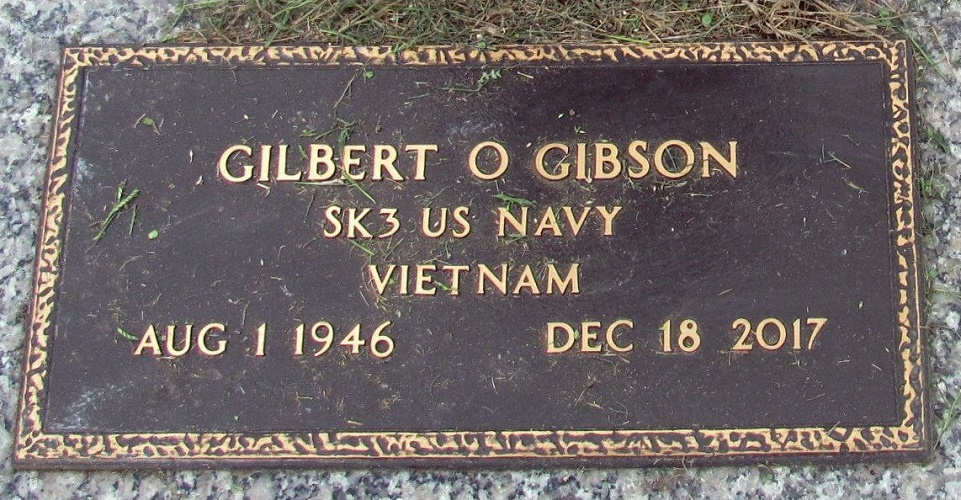 GILBERT O GIBSON
SK3 US NAVY
VIETNAM
AUG 1 1946 DEC 18 2017